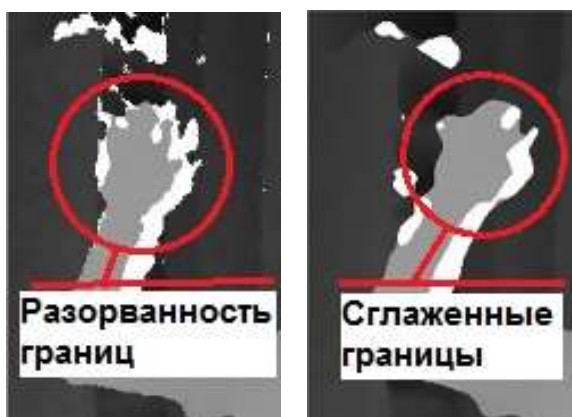 Разорванность
границ
Сглаженные
границы